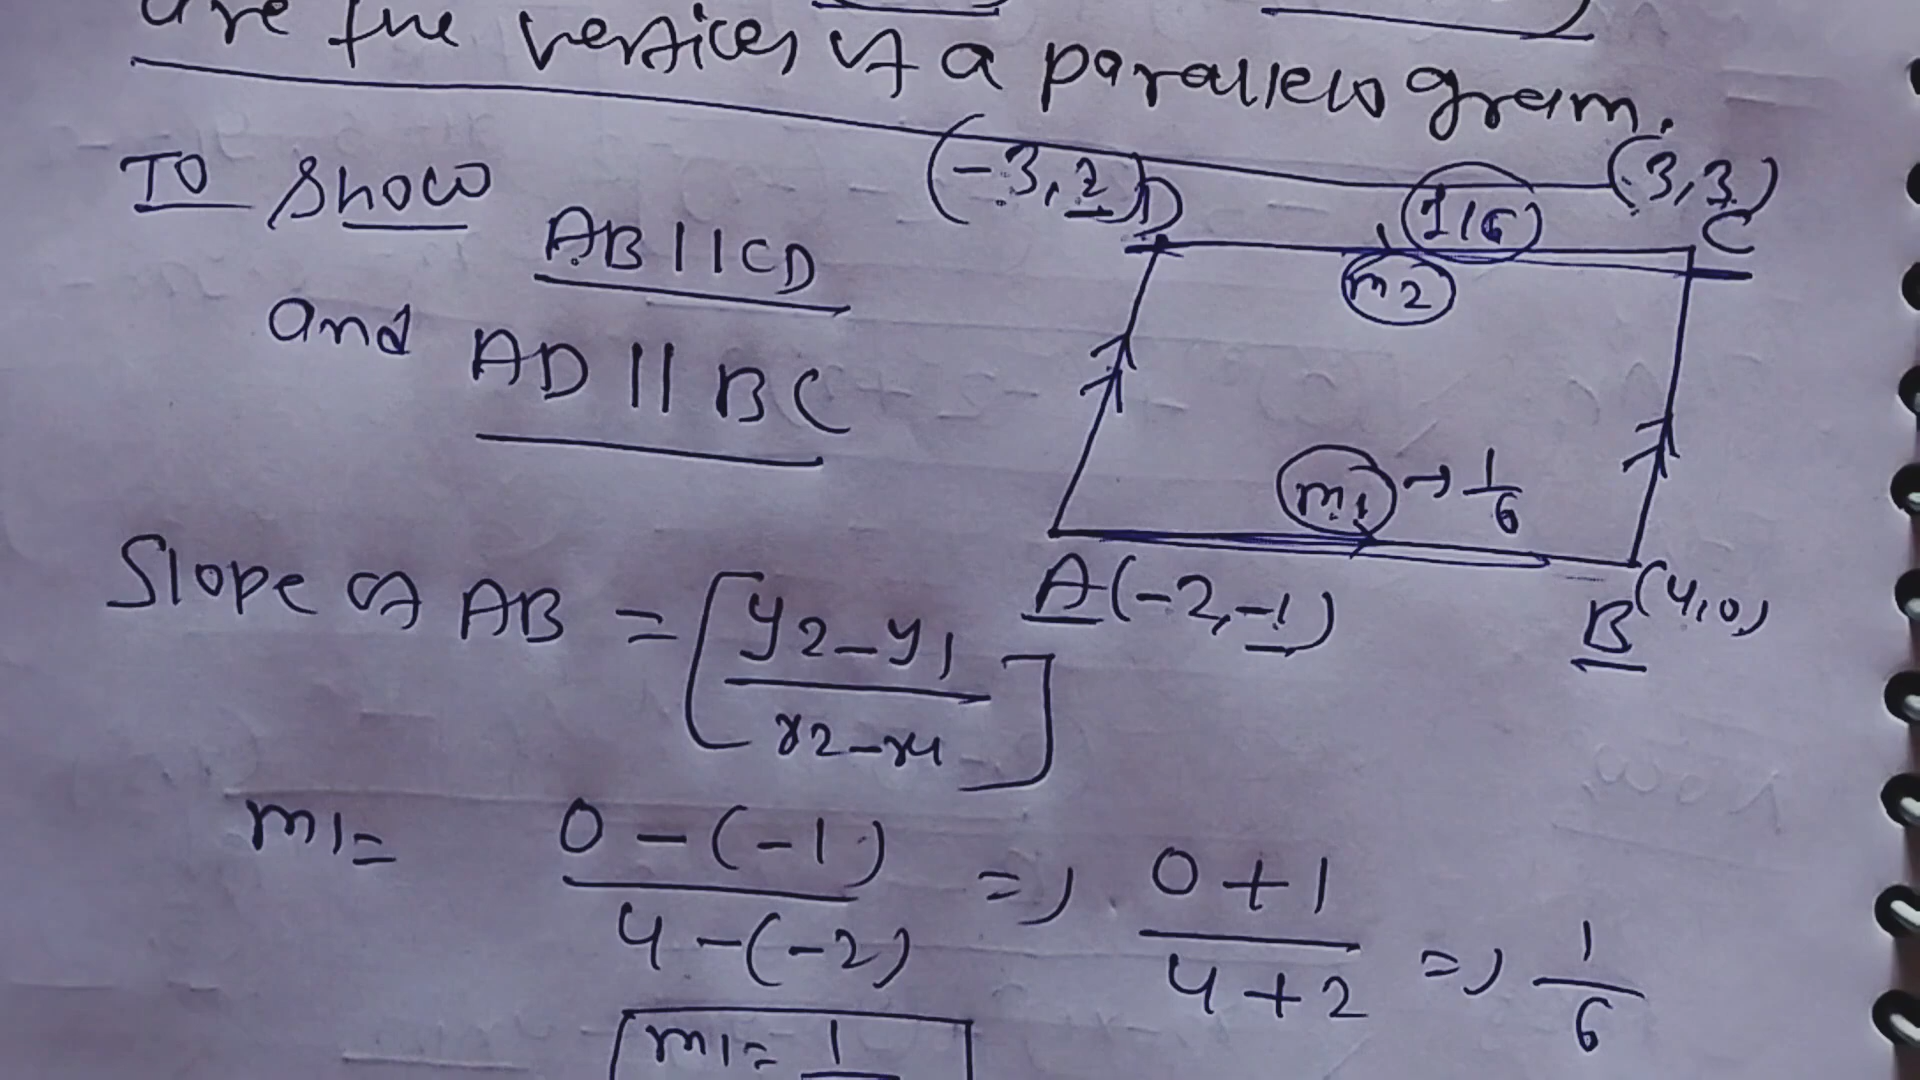 are the vertices of a parallelogram.
To Show
AB || CD
and AD || BC
(-3, 2) D
(3, 3) C
1/6
m2
m1 → 1/6
A(-2, -1)
B (4, 0)
Slope of AB = [y2 - y1 / x2 - x1]
m1 = 0 - (-1) / 4 - (-2) => 0 + 1 / 4 + 2 => 1 / 6
m1 = 1